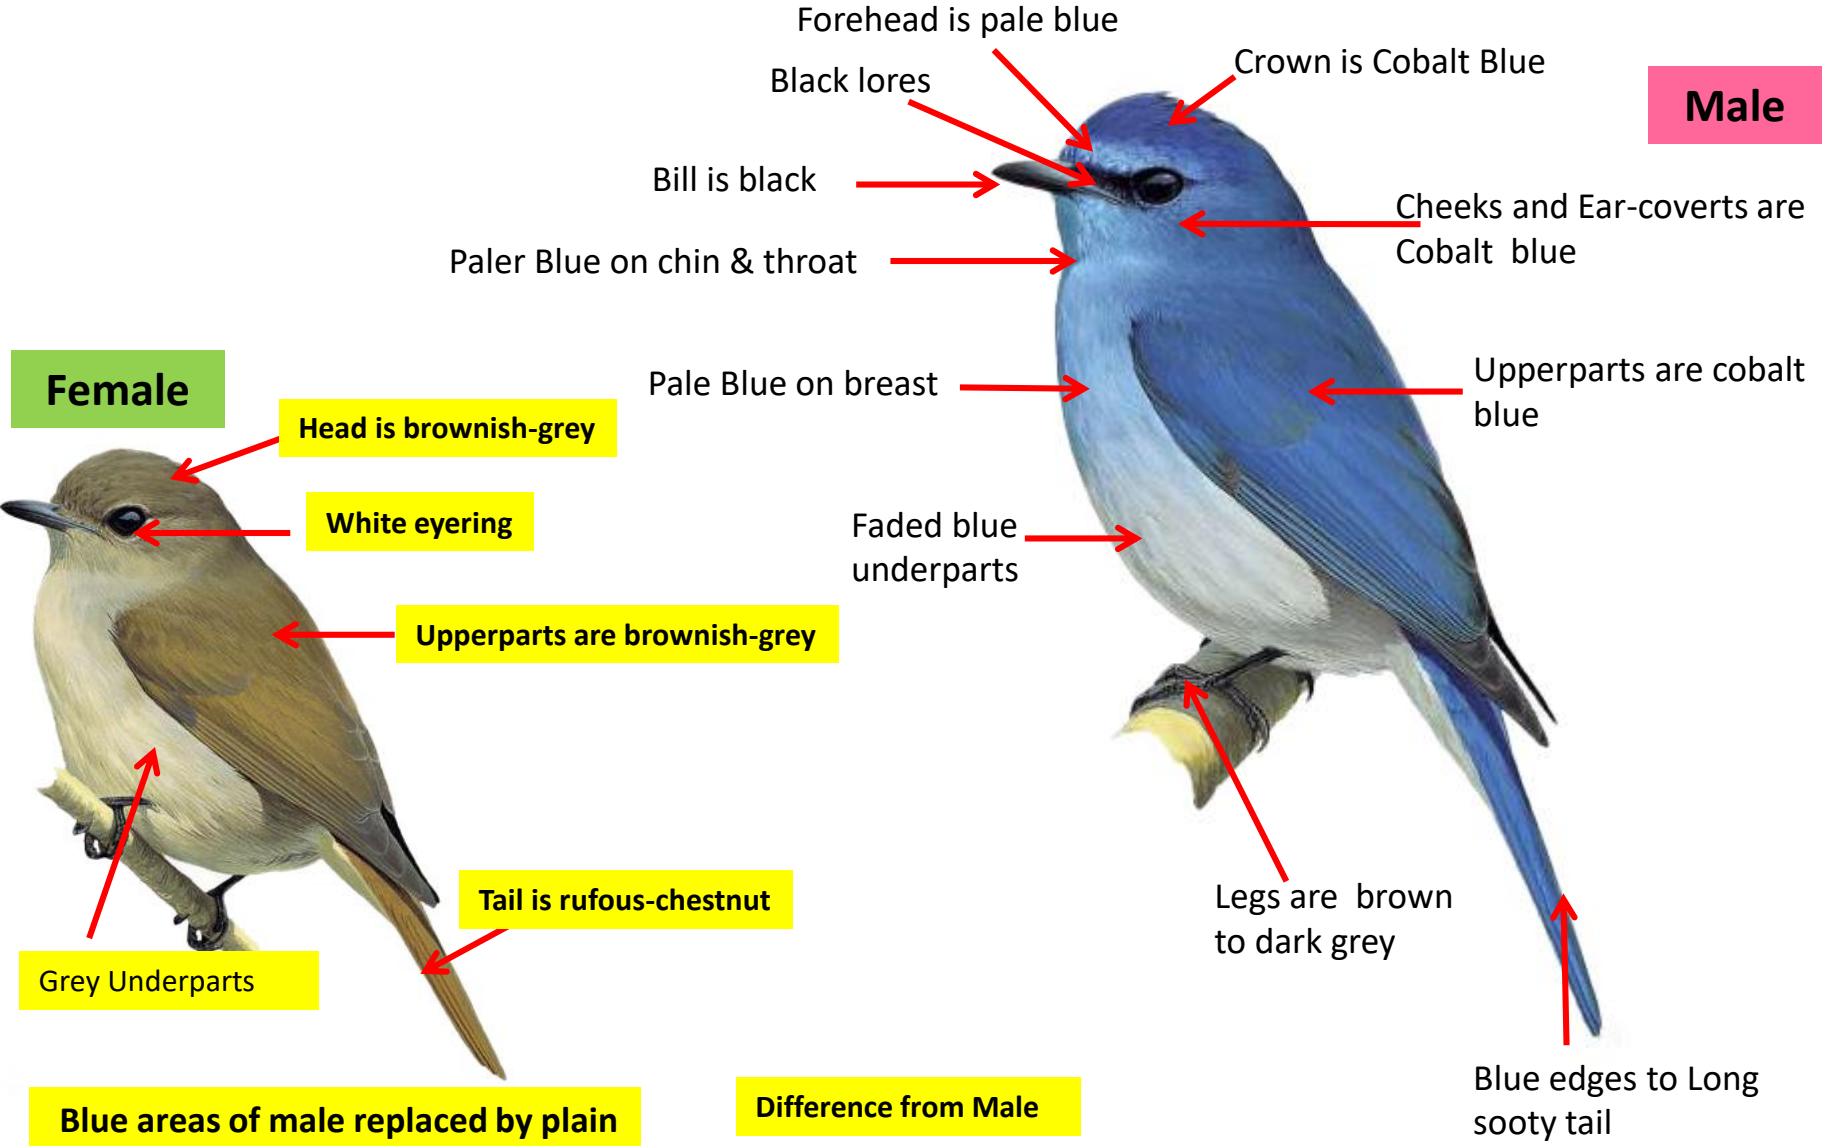 Forehead is pale blue
Crown is Cobalt Blue
Black lores
Male
Bill is black
Cheeks and Ear-coverts are
Cobalt  blue
Paler Blue on chin & throat
Upperparts are cobalt
blue
Pale Blue on breast
Female
Head is brownish-grey
White eyering
Faded blue
underparts
Upperparts are brownish-grey
Tail is rufous-chestnut
Legs are  brown
to dark grey
Grey Underparts
Blue edges to Long
sooty tail
Difference from Male
Blue areas of male replaced by plain